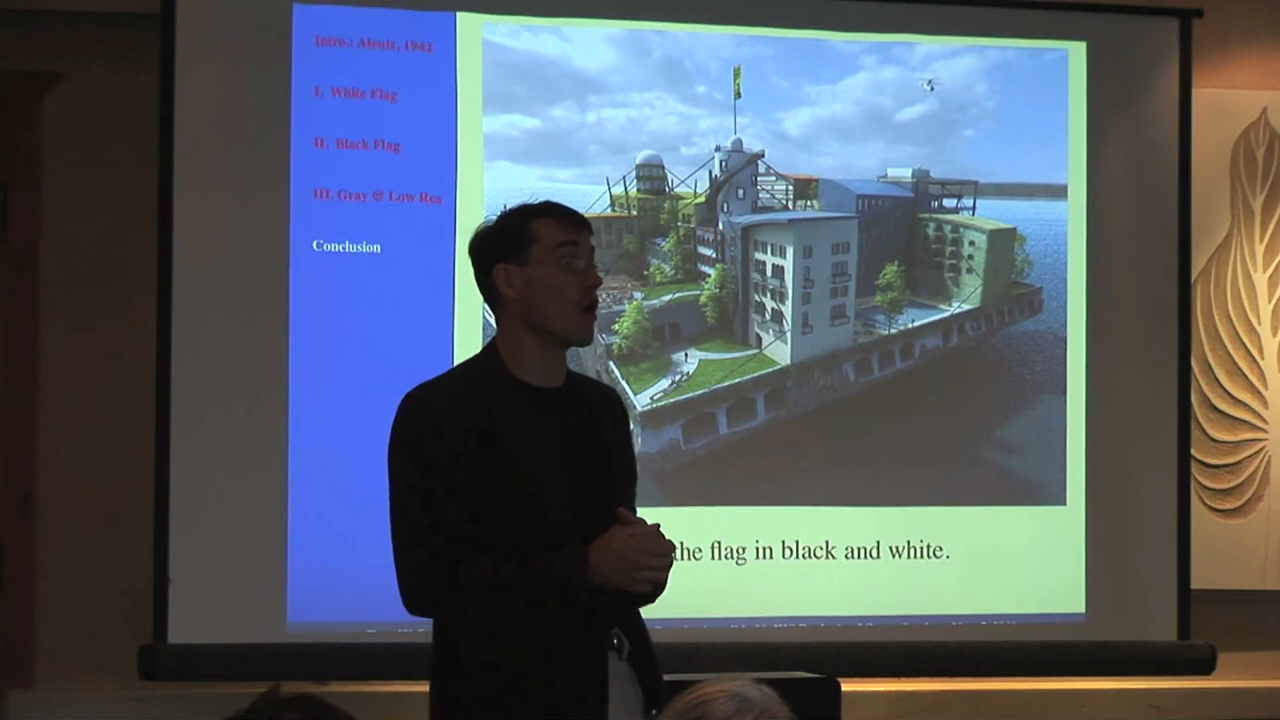 Intro.: Aleuts, 1942
I. White Flag
II. Black Flag
III. Gray @ Low Res
Conclusion
the flag in black and white.